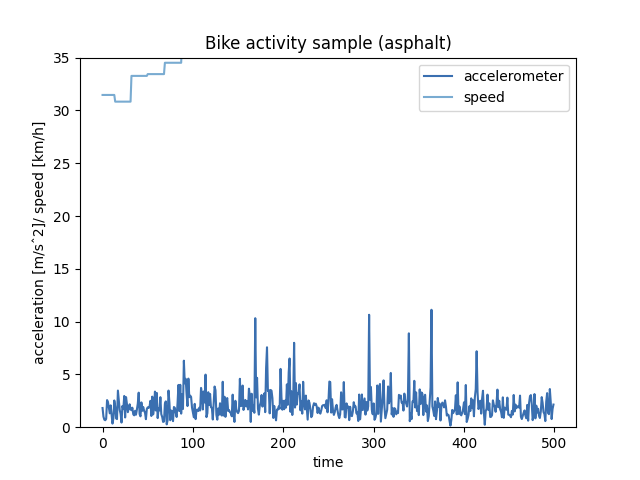 Bike activity sample (asphalt)
accelerometer
speed
35
30
25
20
15
10
5
0
acceleration [m/sˆ2]/ speed [km/h]
0 100 200 300 400 500
time